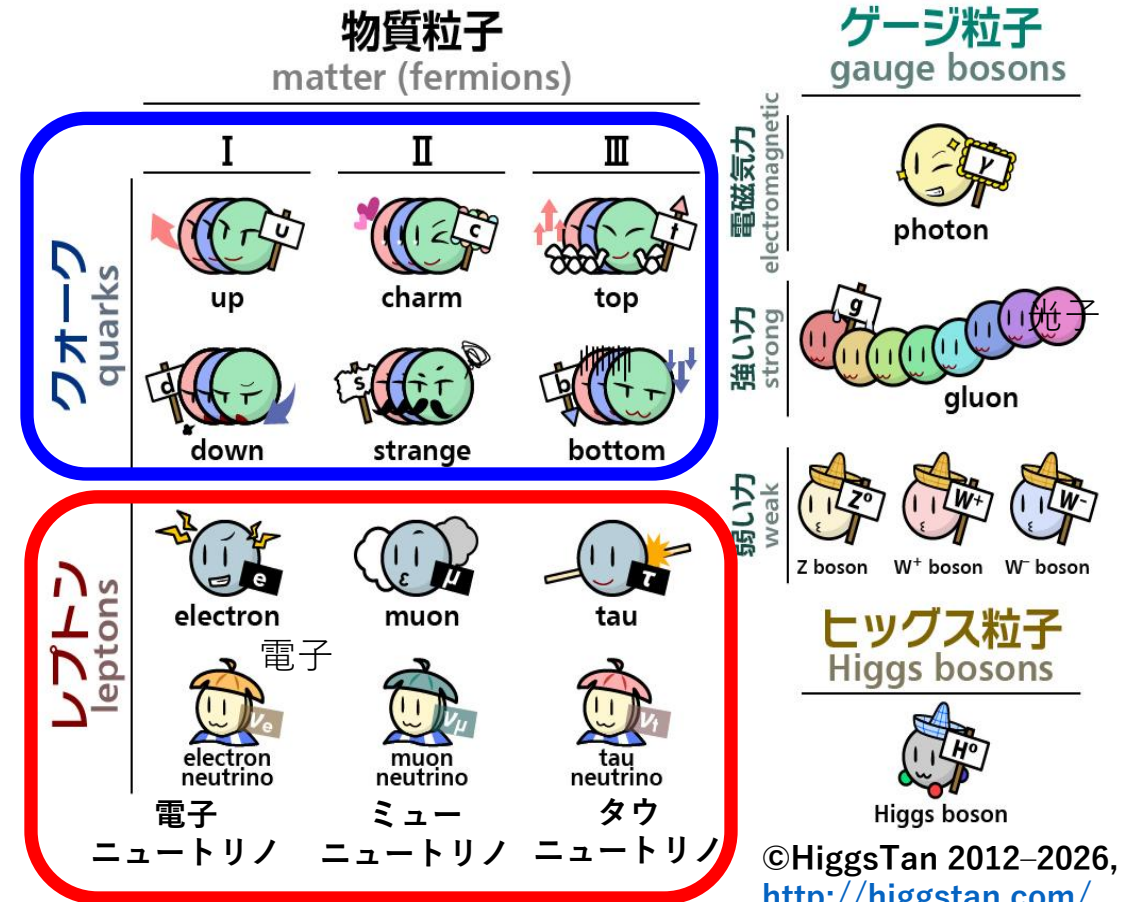 物質粒子
matter (fermions)
I
II
III
クォーク
quarks
u
c
t
up
charm
top
d
s
b
down
strange
bottom
レプトン
leptons
e
μ
τ
electron
muon
tau
電子
νe
νμ
ντ
electron
neutrino
muon
neutrino
tau
neutrino
電子
ニュートリノ
ミュー
ニュートリノ
タウ
ニュートリノ
ゲージ粒子
gauge bosons
電磁気力
electromagnetic
γ
photon
強い力
strong
g
光子
gluon
弱い力
weak
Z⁰
W⁺
W⁻
Z boson
W⁺ boson
W⁻ boson
ヒッグス粒子
Higgs bosons
H⁰
Higgs boson
©HiggsTan 2012–2026,
http://higgstan.com/